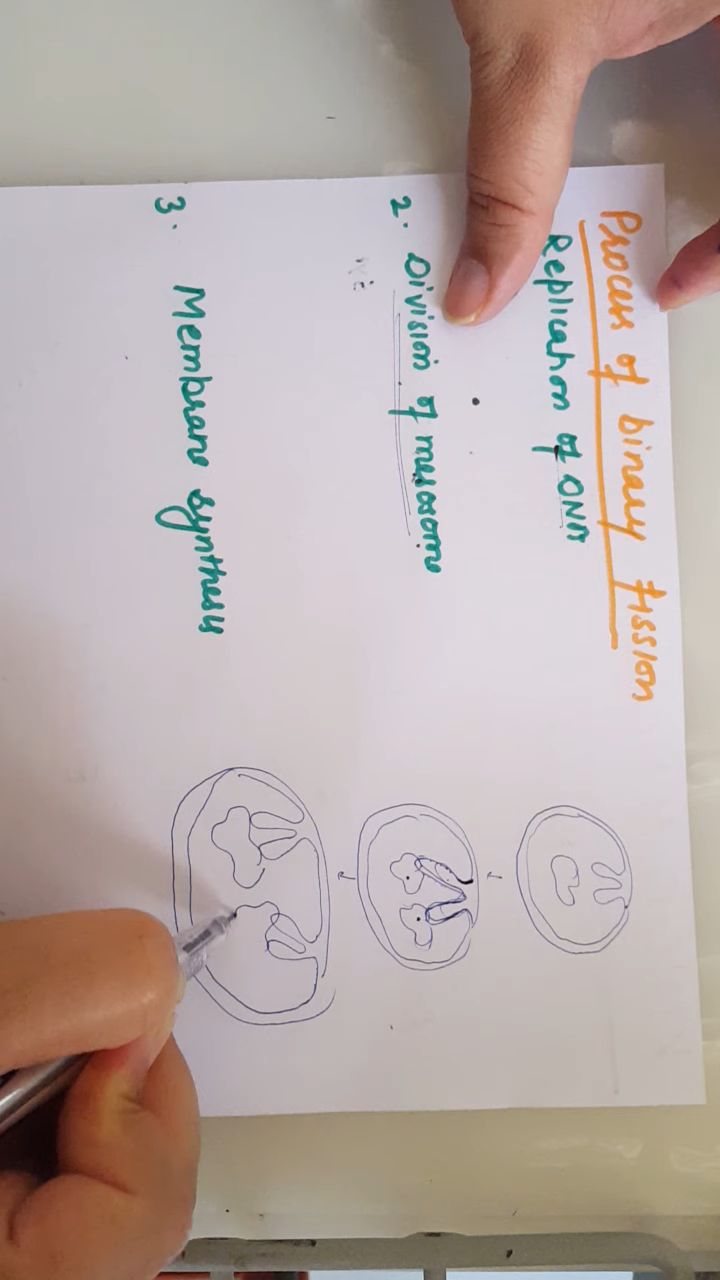 Process of binary fission
Replication of DNA
2. Division of mesosome
3. Membrane synthesis